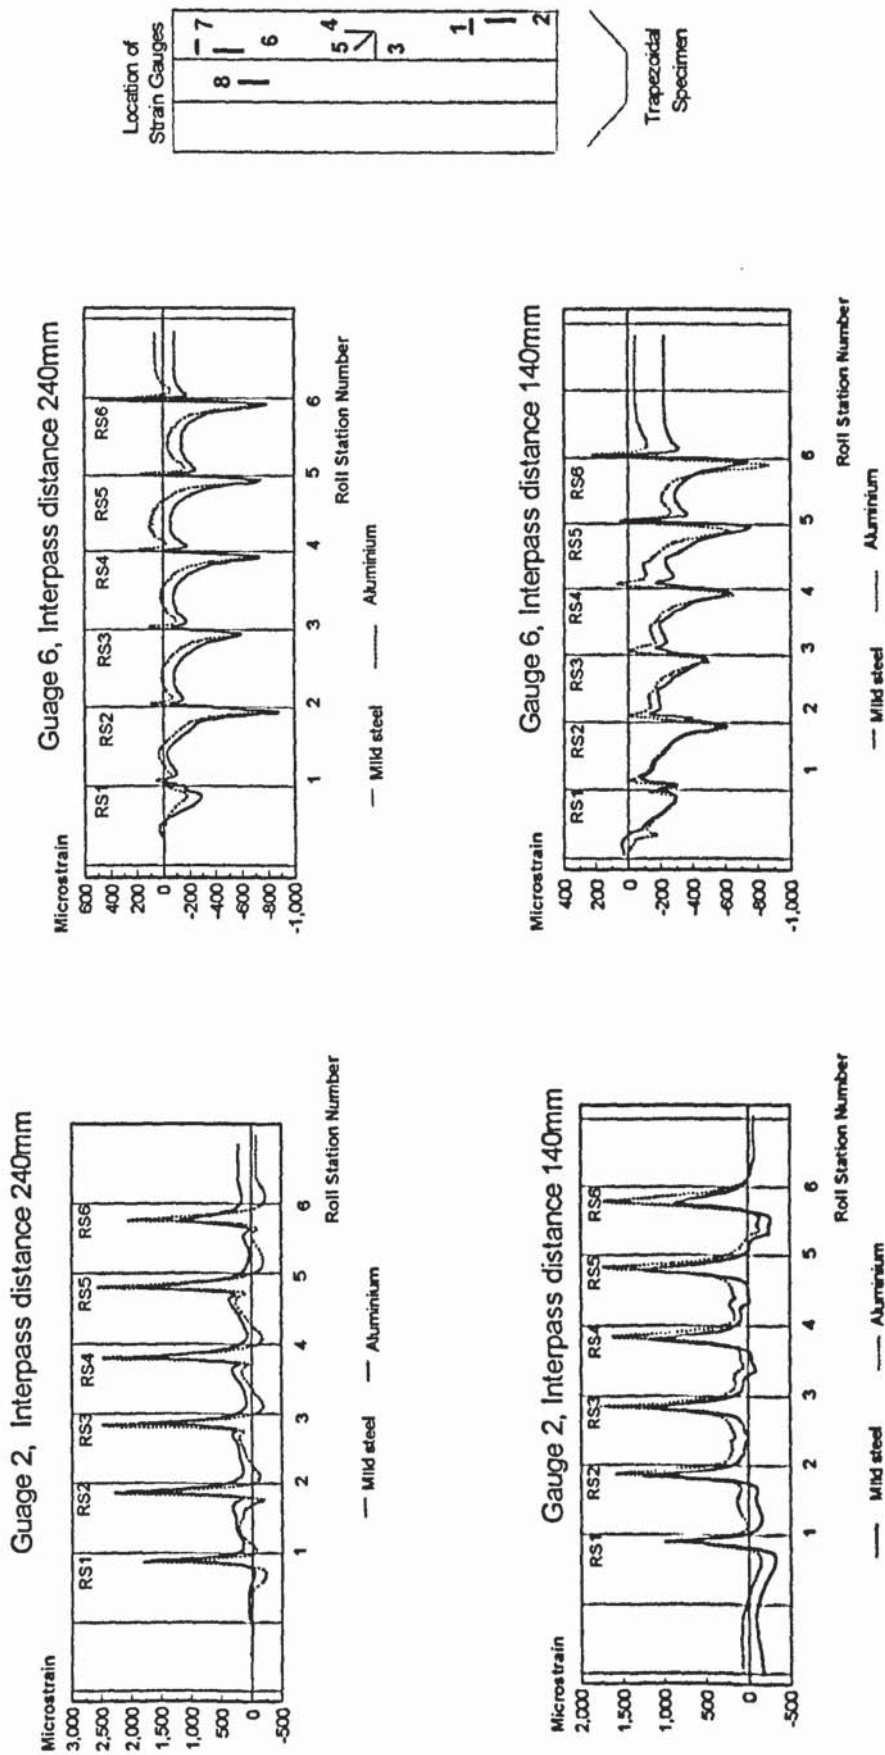 Guage 2, Interpass distance 240mm
Microstrain
3,000
2,500
2,000
1,500
1,000
500
0
-500
RS1
RS2
RS3
RS4
RS5
RS6
1
2
3
4
5
6
Roll Station Number
Mild steel
Aluminium
Guage 6, Interpass distance 240mm
Microstrain
600
400
200
0
-200
-400
-600
-800
-1,000
RS1
RS2
RS3
RS4
RS5
RS6
1
2
3
4
5
6
Roll Station Number
Mild steel
Aluminium
Location of
Strain Gauges
7
6
8
4
5
3
1
2
Trapezoidal
Specimen
Gauge 2, Interpass distance 140mm
Microstrain
2,000
1,500
1,000
500
0
-500
RS1
RS2
RS3
RS4
RS5
RS6
1
2
3
4
5
6
Roll Station Number
Mild steel
Aluminium
Gauge 6, Interpass distance 140mm
Microstrain
400
200
0
-200
-400
-600
-800
-1,000
RS1
RS2
RS3
RS4
RS5
RS6
1
2
3
4
5
6
Roll Station Number
Mild steel
Aluminium